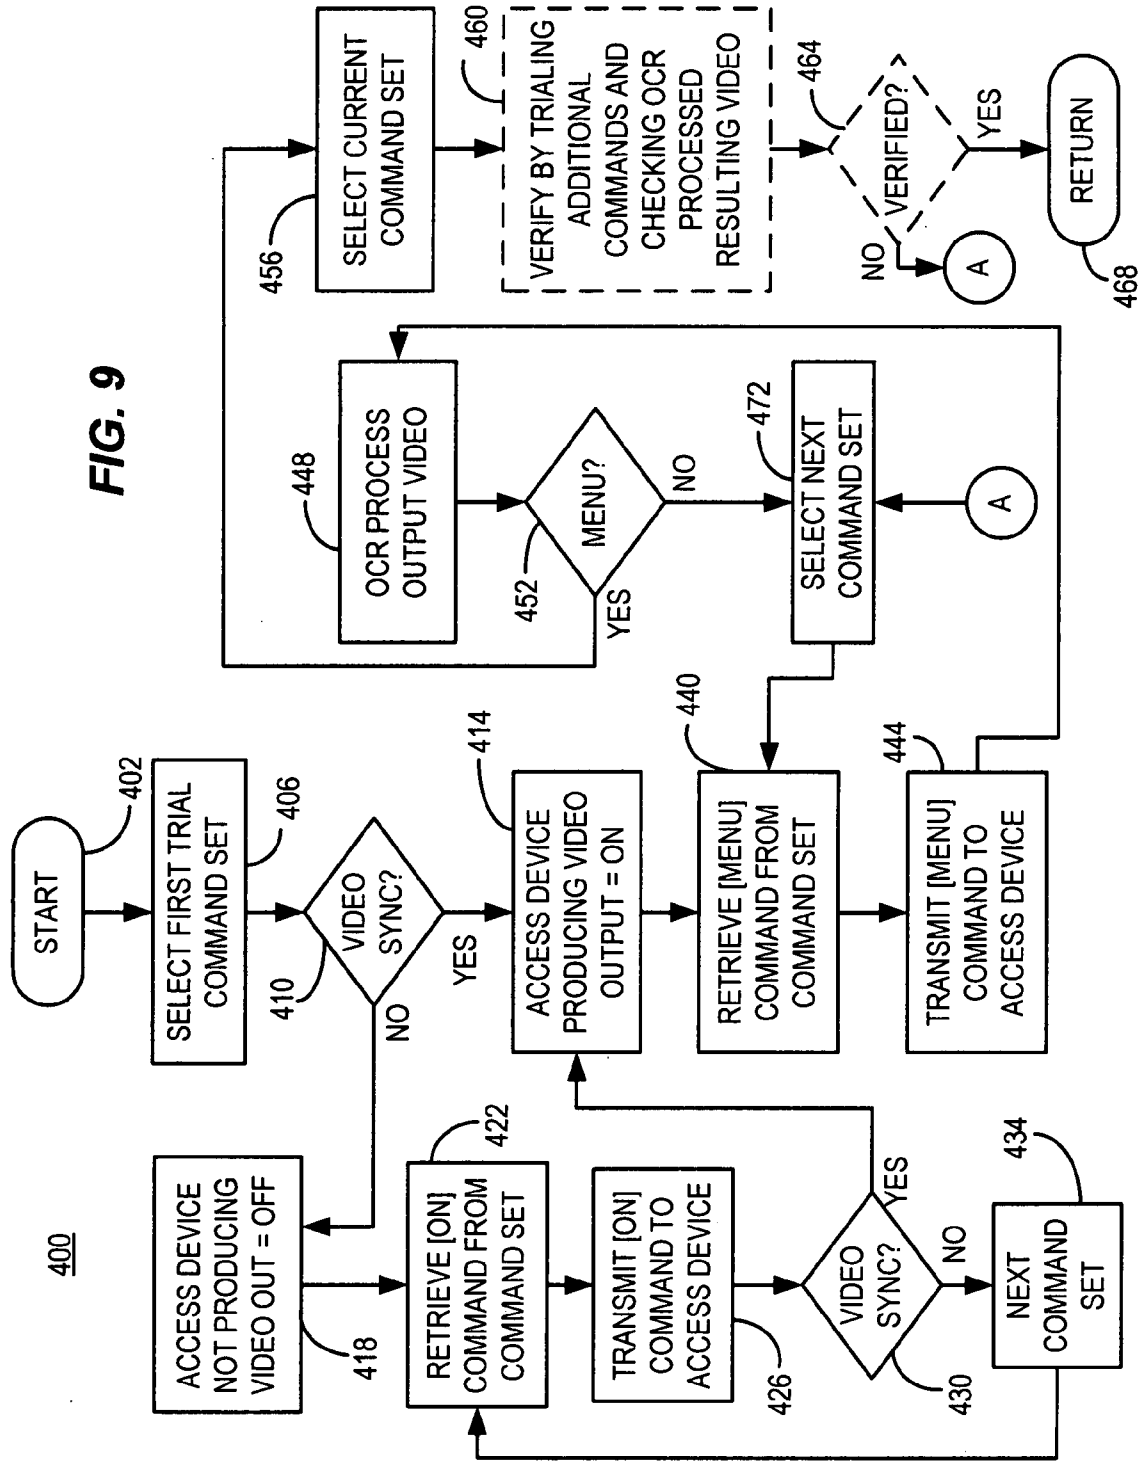 FIG. 9
400
START
402
SELECT FIRST TRIAL
COMMAND SET
406
VIDEO
SYNC?
410
NO
YES
ACCESS DEVICE
NOT PRODUCING
VIDEO OUT = OFF
418
RETRIEVE [ON]
COMMAND FROM
COMMAND SET
422
TRANSMIT [ON]
COMMAND TO
ACCESS DEVICE
426
VIDEO
SYNC?
430
YES
NO
NEXT
COMMAND
SET
434
ACCESS DEVICE
PRODUCING VIDEO
OUTPUT = ON
414
RETRIEVE [MENU]
COMMAND FROM
COMMAND SET
440
TRANSMIT [MENU]
COMMAND TO
ACCESS DEVICE
444
OCR PROCESS
OUTPUT VIDEO
448
MENU?
452
YES
NO
SELECT NEXT
COMMAND SET
472
A
SELECT CURRENT
COMMAND SET
456
VERIFY BY TRIALING
ADDITIONAL
COMMANDS AND
CHECKING OCR
PROCESSED
RESULTING VIDEO
460
VERIFIED?
464
NO
A
YES
RETURN
468